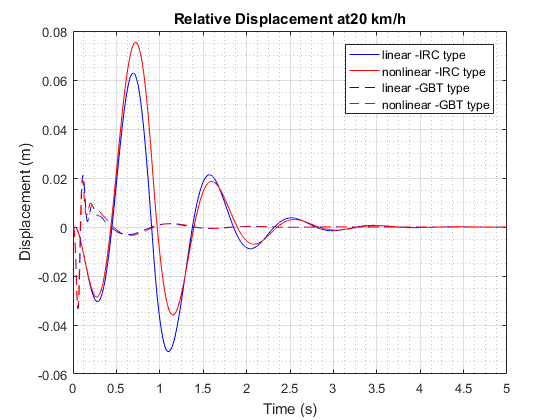 Relative Displacement at20 km/h
linear -IRC type
nonlinear -IRC type
linear -GBT type
nonlinear -GBT type
Displacement (m)
0.08
0.06
0.04
0.02
0
-0.02
-0.04
-0.06
0 0.5 1 1.5 2 2.5 3 3.5 4 4.5 5
Time (s)